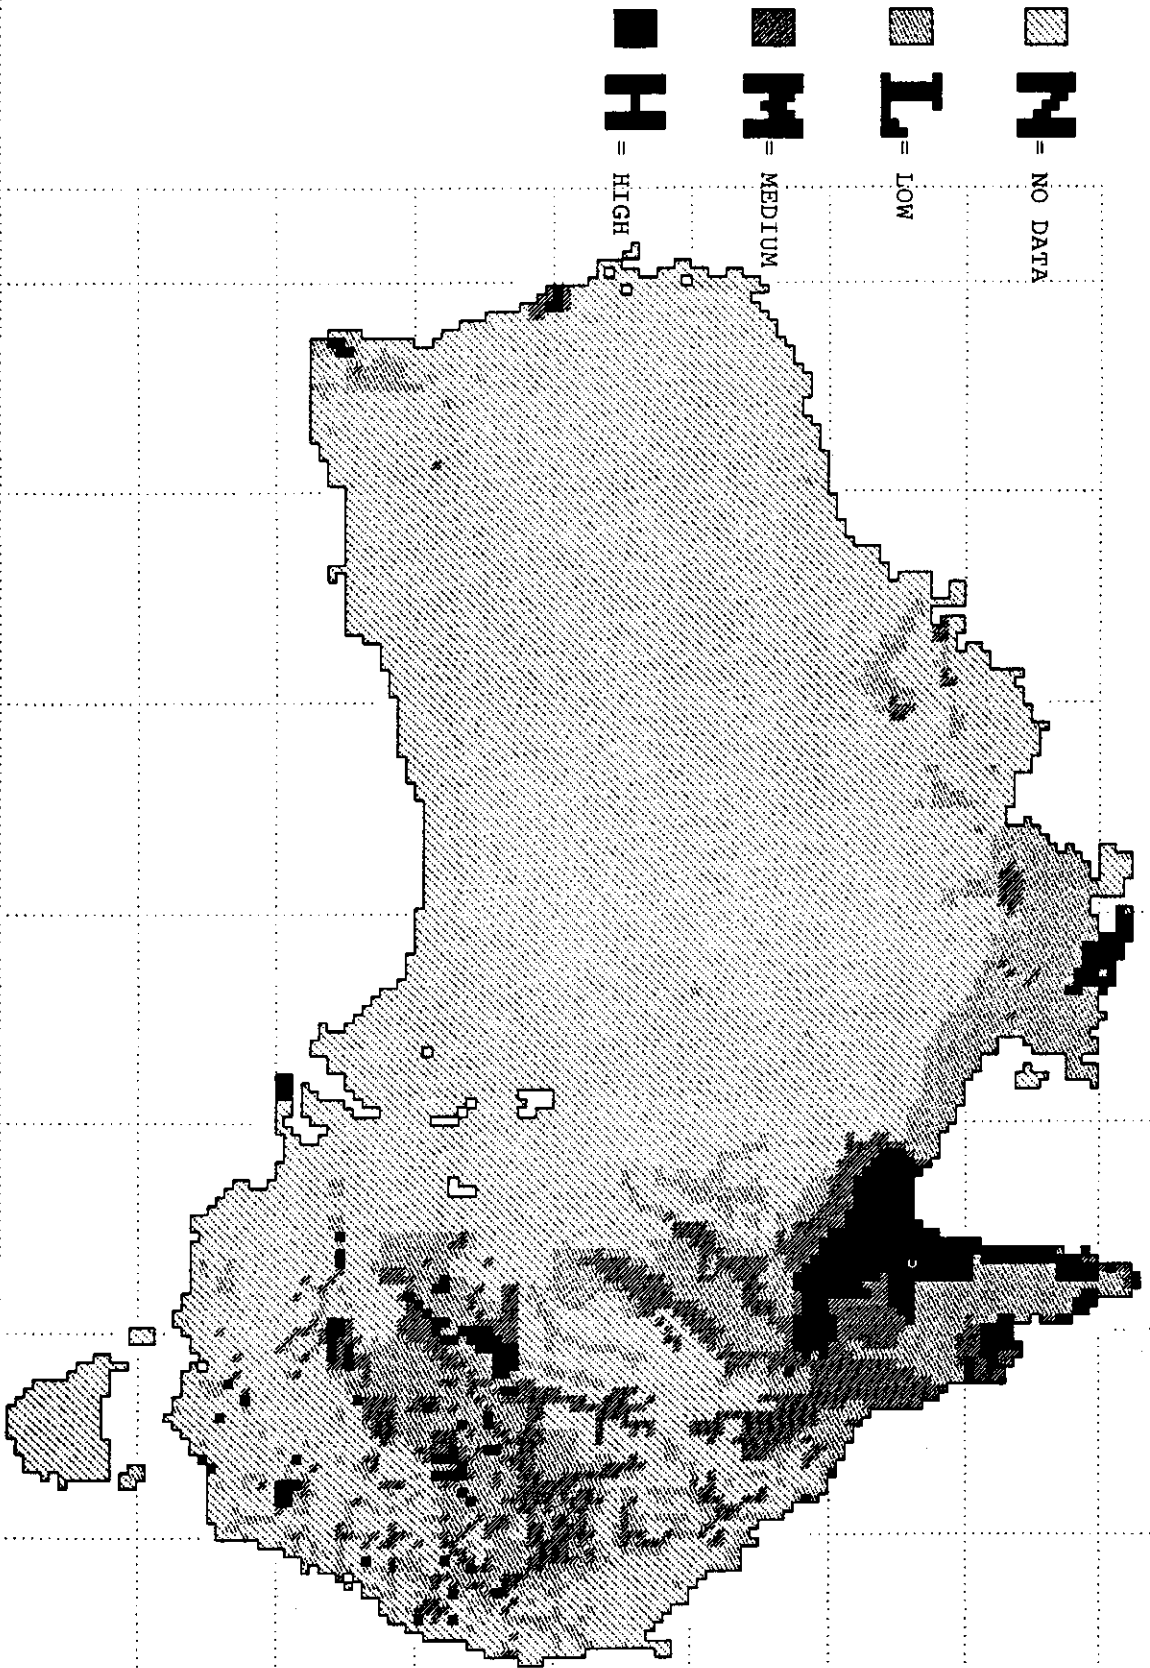 N = NO DATA
L = LOW
M = MEDIUM
H = HIGH